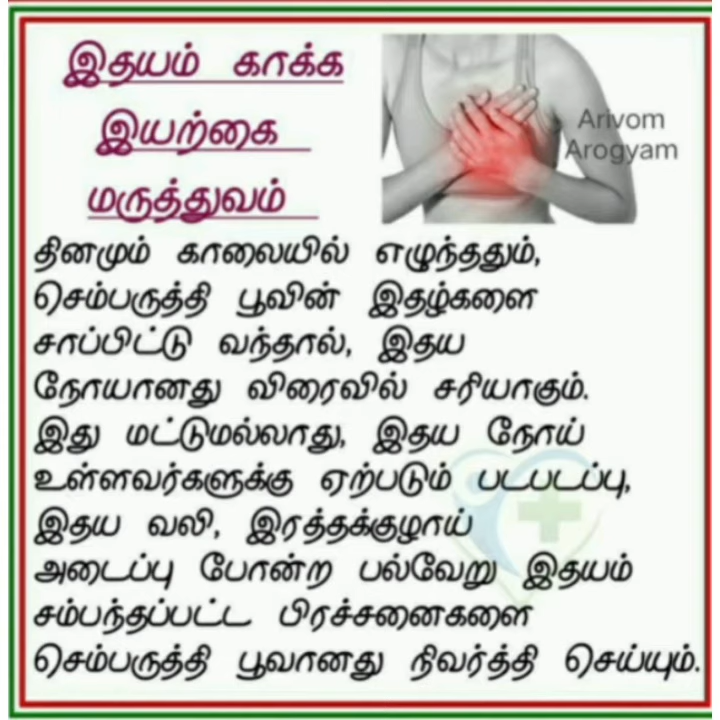 இதயம் காக்க
இயற்கை
மருத்துவம்
Arivom
Arogyam
தினமும் காலையில் எழுந்ததும்,
செம்பருத்தி பூவின் இதழ்களை
சாப்பிட்டு வந்தால், இதய
நோயானது விரைவில் சரியாகும்.
இது மட்டுமல்லாது, இதய நோய்
உள்ளவர்களுக்கு ஏற்படும் படபடப்பு,
இதய வலி, இரத்தக்குழாய்
அடைப்பு போன்ற பல்வேறு இதயம்
சம்பந்தப்பட்ட பிரச்சனைகளை
செம்பருத்தி பூவானது நிவர்த்தி செய்யும்.